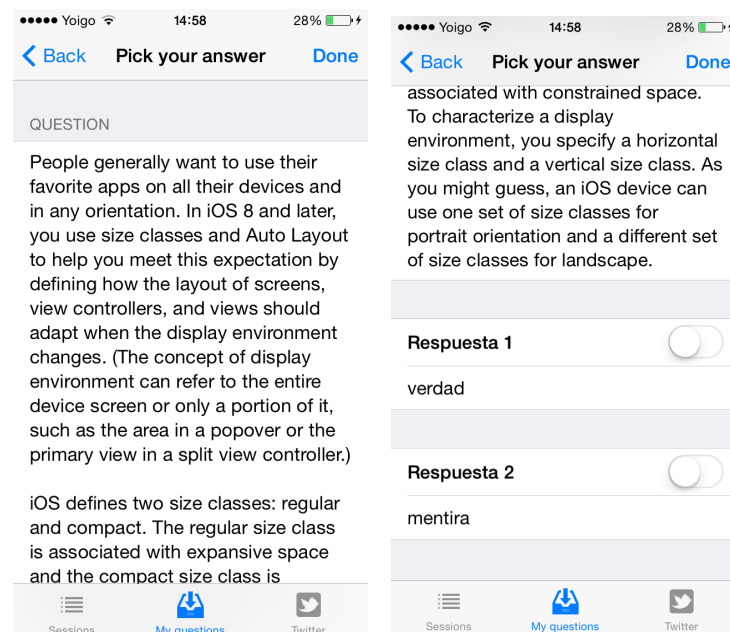 Yoigo 14:58 28%
Back Pick your answer Done
QUESTION
People generally want to use their
favorite apps on all their devices and
in any orientation. In iOS 8 and later,
you use size classes and Auto Layout
to help you meet this expectation by
defining how the layout of screens,
view controllers, and views should
adapt when the display environment
changes. (The concept of display
environment can refer to the entire
device screen or only a portion of it,
such as the area in a popover or the
primary view in a split view controller.)
iOS defines two size classes: regular
and compact. The regular size class
is associated with expansive space
and the compact size class is
Sessions My questions Twitter
Yoigo 14:58 28%
Back Pick your answer Done
associated with constrained space.
To characterize a display
environment, you specify a horizontal
size class and a vertical size class. As
you might guess, an iOS device can
use one set of size classes for
portrait orientation and a different set
of size classes for landscape.
Respuesta 1
verdad
Respuesta 2
mentira
Sessions My questions Twitter